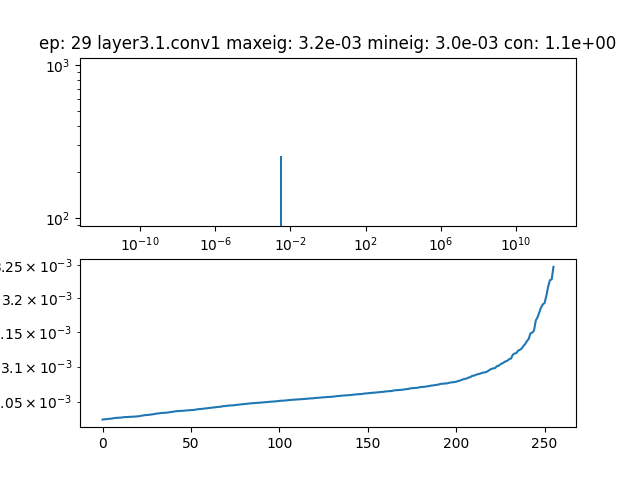 ep: 29 layer3.1.conv1 maxeig: 3.2e-03 mineig: 3.0e-03 con: 1.1e+00
10³
10²
10⁻¹⁰ 10⁻⁶ 10⁻² 10² 10⁶ 10¹⁰
.25 × 10⁻³
3.2 × 10⁻³
.15 × 10⁻³
3.1 × 10⁻³
.05 × 10⁻³
0 50 100 150 200 250